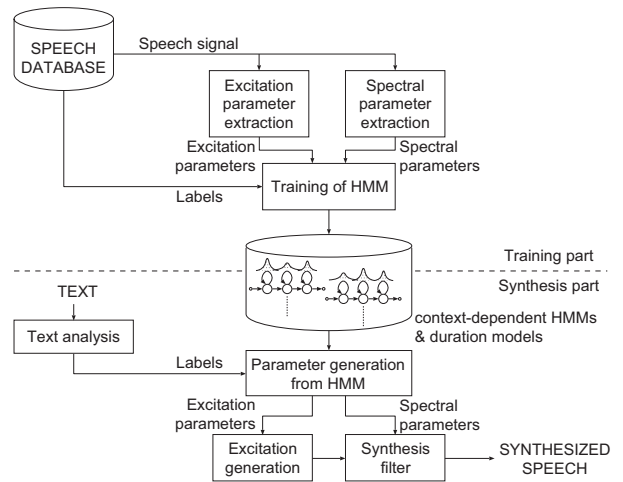 SPEECH
DATABASE
Speech signal
Excitation
parameter
extraction
Spectral
parameter
extraction
Excitation
parameters
Spectral
parameters
Labels
Training of HMM
Training part
Synthesis part
context-dependent HMMs
& duration models
TEXT
Text analysis
Labels
Parameter generation
from HMM
Excitation
parameters
Spectral
parameters
Excitation
generation
Synthesis
filter
SYNTHESIZED
SPEECH